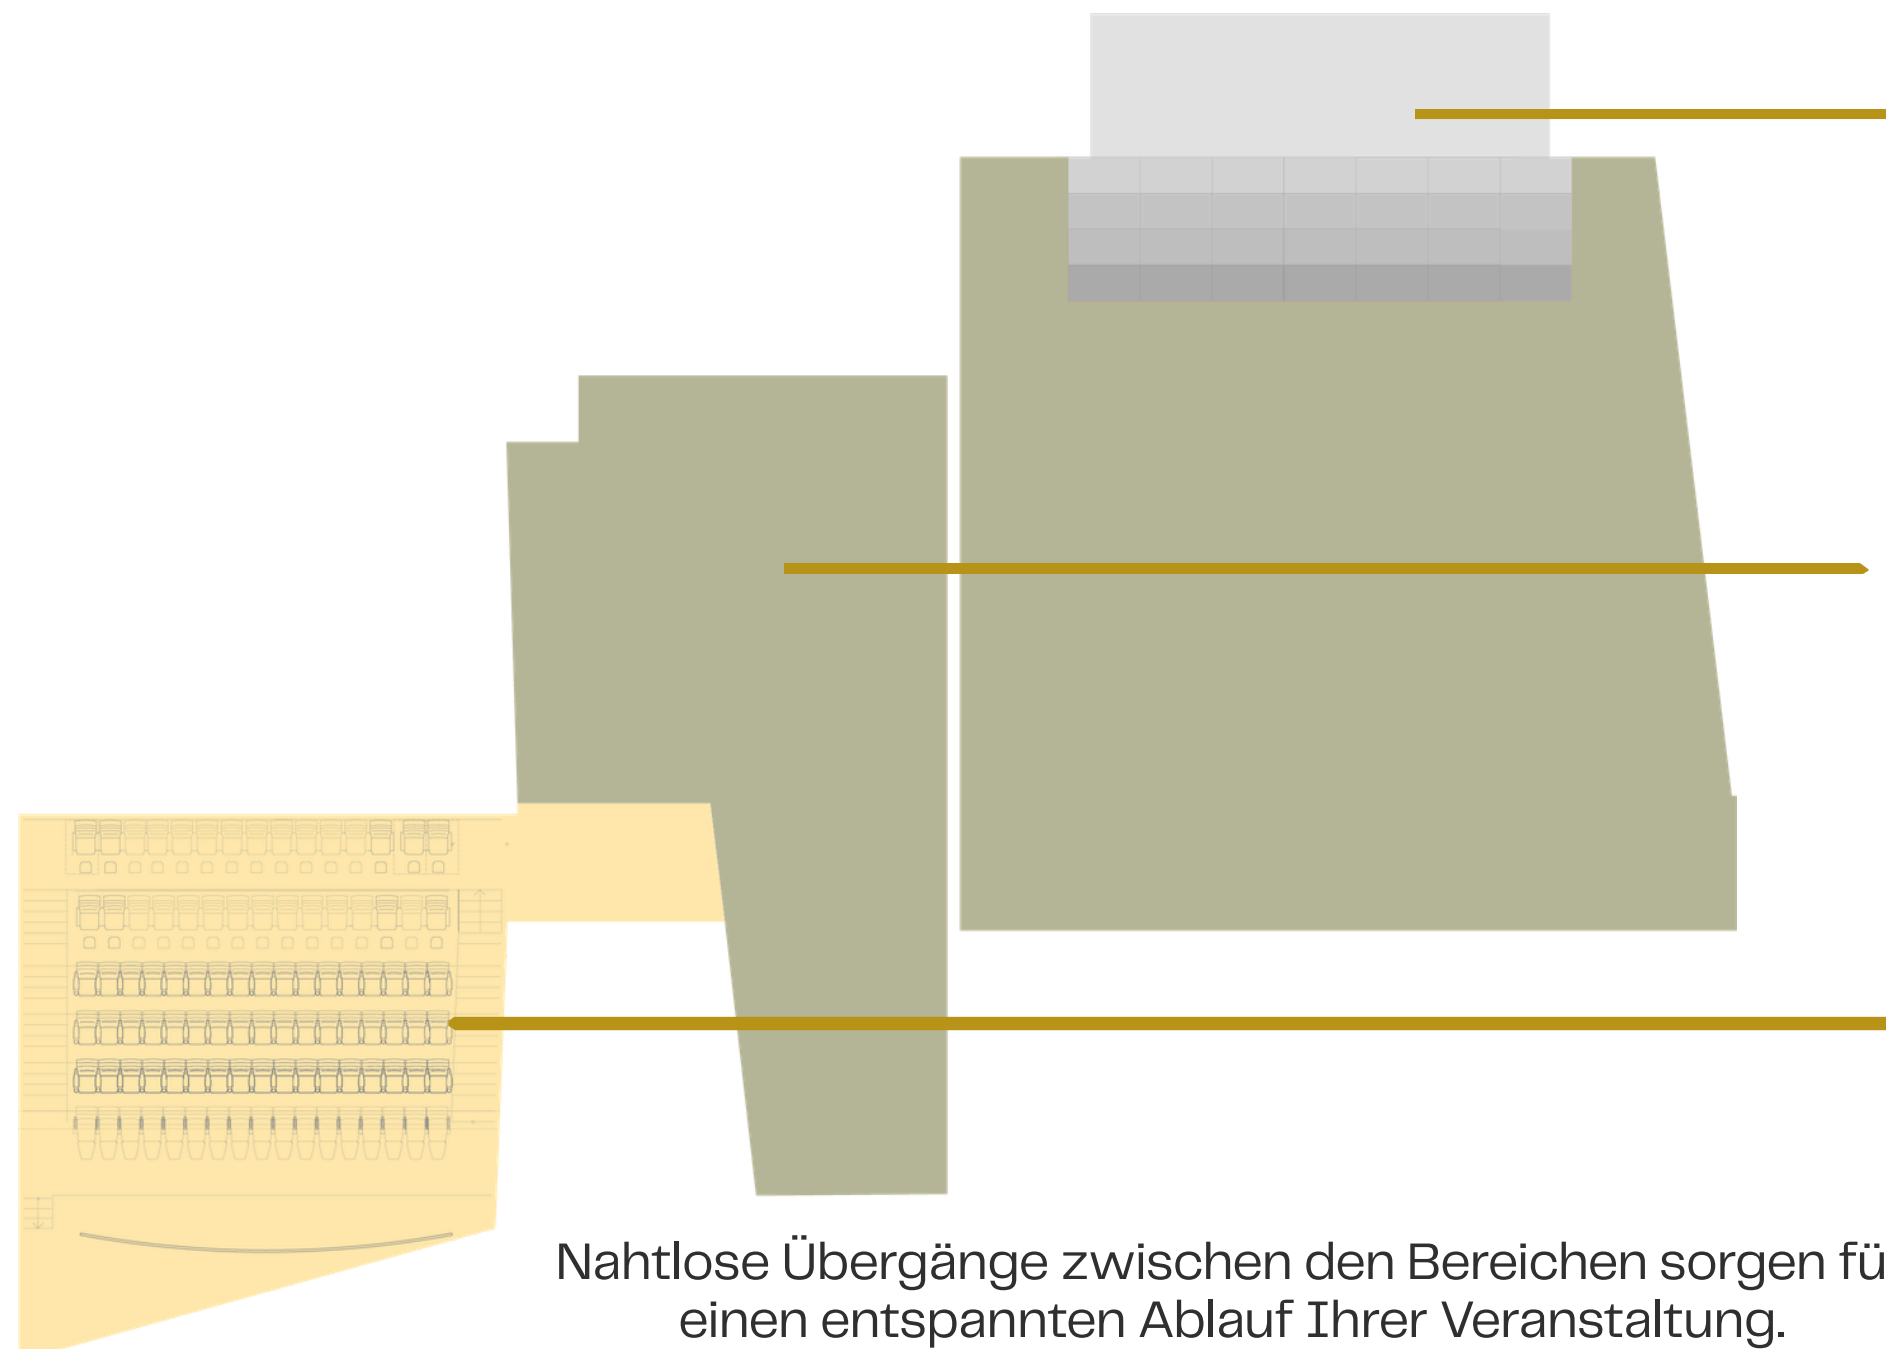 Nahtlose Übergänge zwischen den Bereichen sorgen fü
einen entspannten Ablauf Ihrer Veranstaltung.